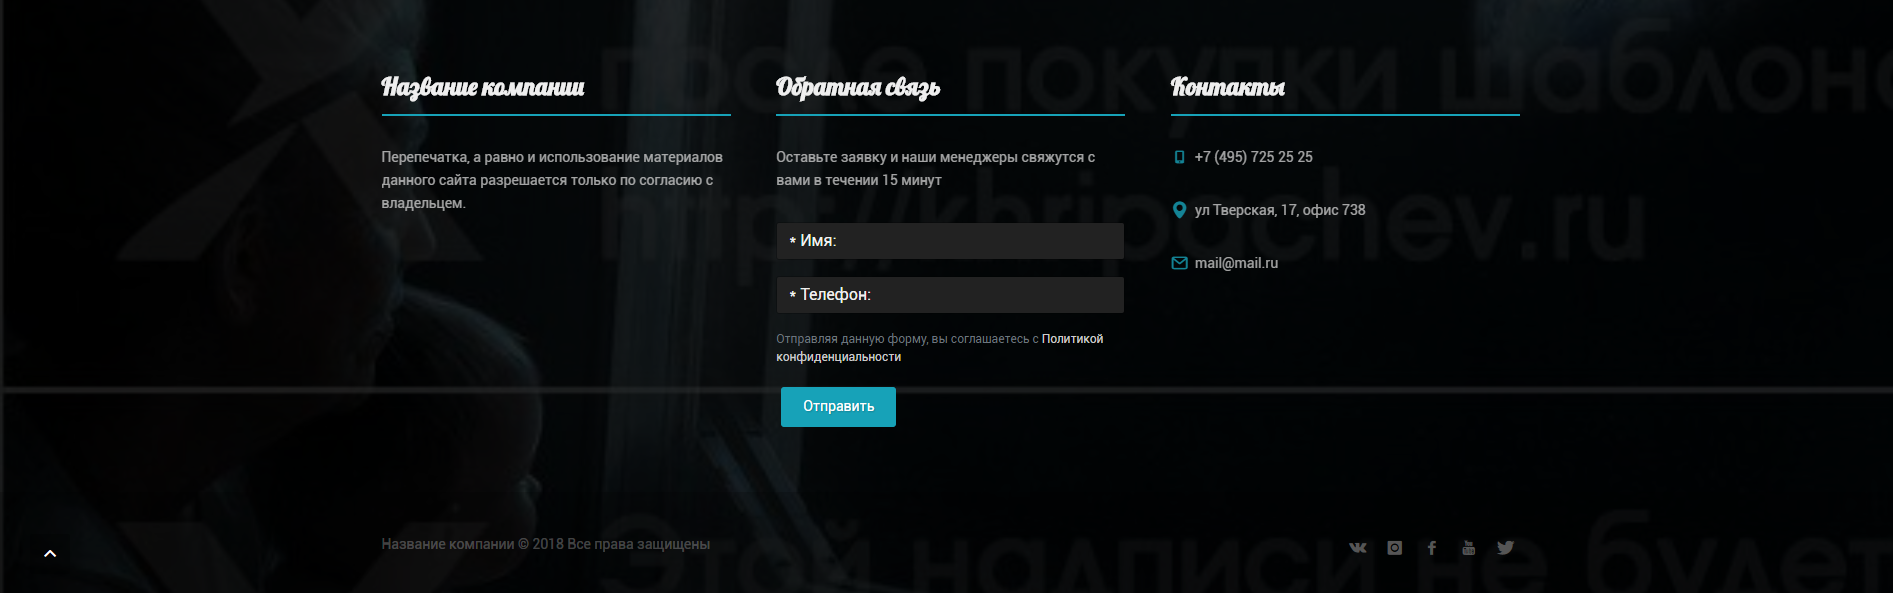 после покупки шаблона
Название компании
Обратная связь
Контакты
Перепечатка, а равно и использование материалов
данного сайта разрешается только по согласию с
владельцем.
Оставьте заявку и наши менеджеры свяжутся с
вами в течении 15 минут
+7 (495) 725 25 25
ул Тверская, 17, офис 738
mail@mail.ru
http://khripachev.ru
* Имя:
* Телефон:
Отправляя данную форму, вы соглашаетесь с Политикой
конфиденциальности
Отправить
Название компании © 2018 Все права защищены
Этой надписи не будет